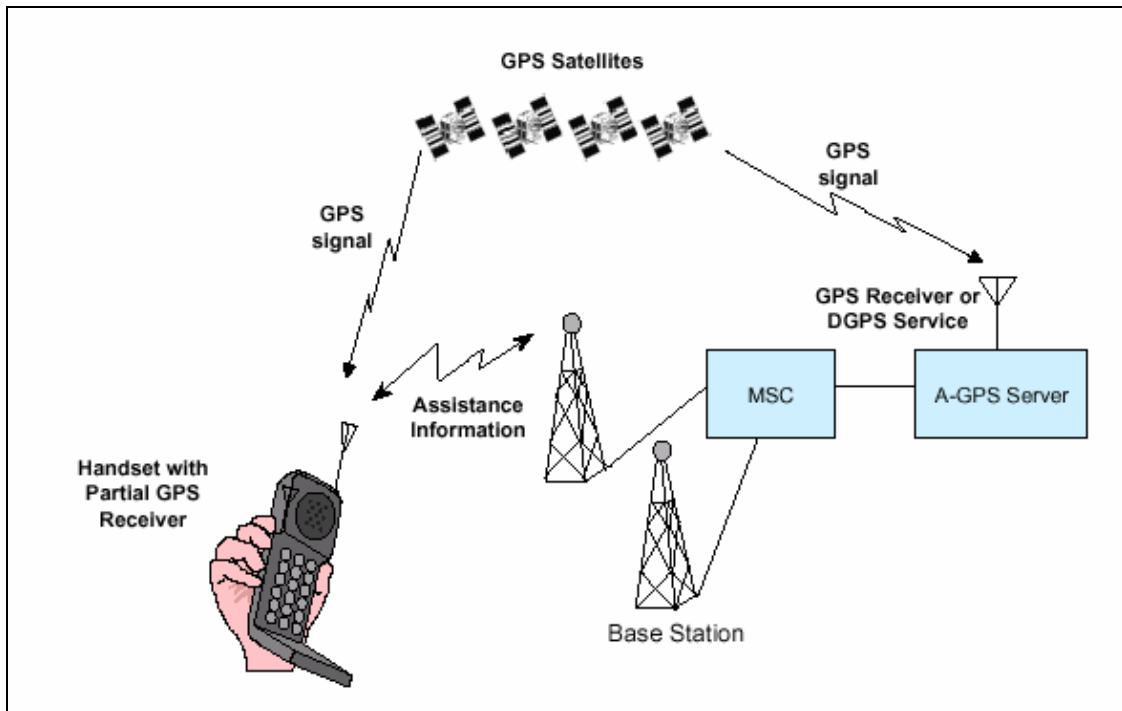 GPS Satellites
GPS
signal
GPS
signal
GPS Receiver or
DGPS Service
Assistance
Information
MSC
A-GPS Server
Handset with
Partial GPS
Receiver
Base Station